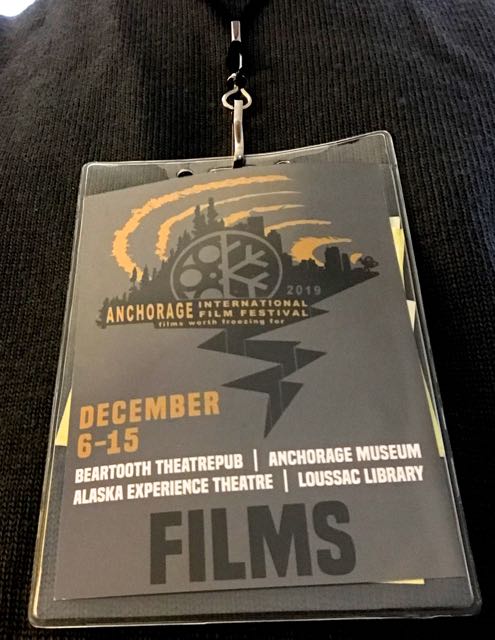 2019
ANCHORAGE INTERNATIONAL
FILM FESTIVAL
films worth freezing for
DECEMBER
6-15
BEARTOOTH THEATREPUB | ANCHORAGE MUSEUM
ALASKA EXPERIENCE THEATRE | LOUSSAC LIBRARY
FILMS